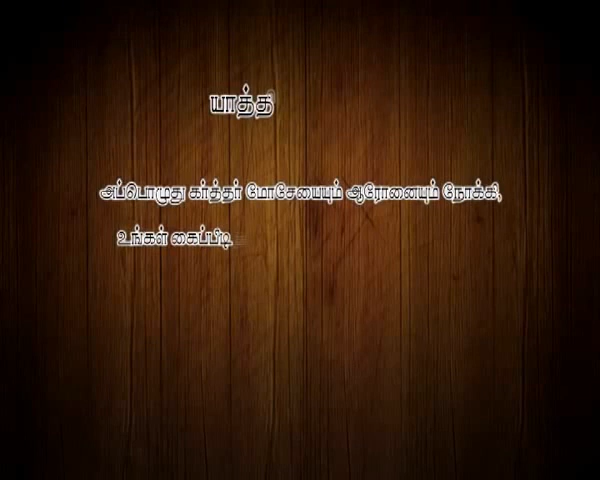 யாத்தி
அப்பொழுது கர்த்தர் மோசேயையும் ஆரோனையும் நோக்கி,
உங்கள் கைப்பிடி